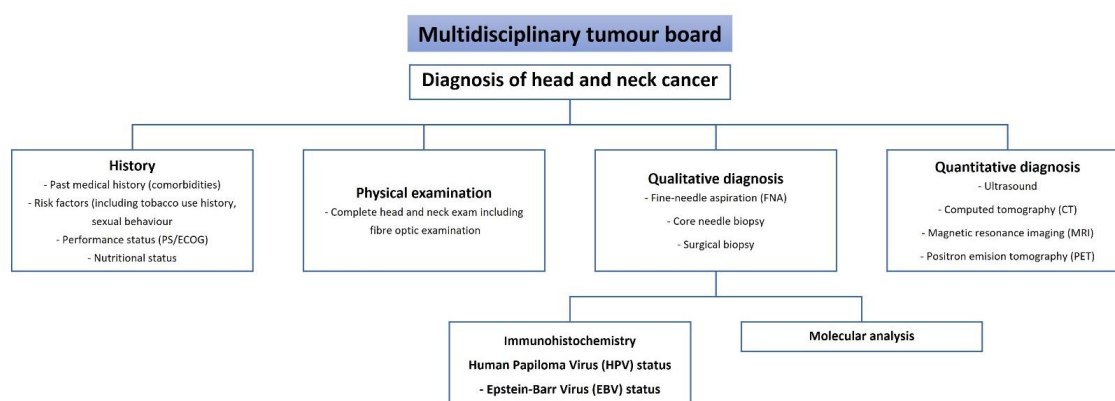 Multidisciplinary tumour board
Diagnosis of head and neck cancer
History
- Past medical history (comorbidities)
- Risk factors (including tobacco use history,
sexual behaviour
- Performance status (PS/ECOG)
- Nutritional status
Physical examination
- Complete head and neck exam including
fibre optic examination
Qualitative diagnosis
- Fine-needle aspiration (FNA)
- Core needle biopsy
- Surgical biopsy
Quantitative diagnosis
- Ultrasound
- Computed tomography (CT)
- Magnetic resonance imaging (MRI)
- Positron emision tomography (PET)
Immunohistochemistry
Human Papiloma Virus (HPV) status
- Epstein-Barr Virus (EBV) status
Molecular analysis